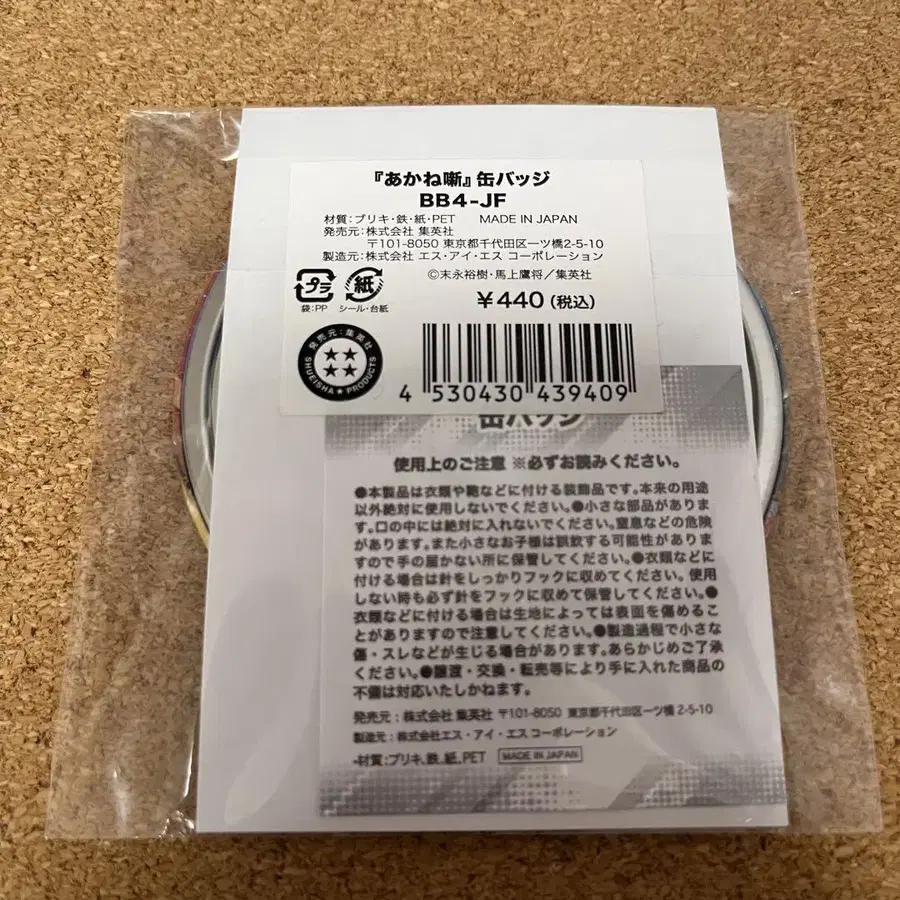 『あかね噺』缶バッジ
BB4-JF
材質：ブリキ・鉄・紙・PET MADE IN JAPAN
発売元：株式会社 集英社
〒101-8050 東京都千代田区一ツ橋2-5-10
製造元：株式会社 エス・アイ・エス コーポレーション
©末永裕樹・馬上鷹将／集英社
プラ 紙
袋：PP シール・台紙
￥440（税込）
発売元：集英社
SHUEISHA★PRODUCTS
4 530430 439409
缶バッジ
使用上のご注意 ※必ずお読みください。
●本製品は衣類や鞄などに付ける装飾品です。本来の用途
以外絶対に使用しないでください。●小さな部品がありま
す。口の中には絶対に入れないでください。窒息などの危険
があります。また小さなお子様は誤飲する可能性があります
ますので手の届かない所に保管してください。●衣類などに
付ける場合は針をしっかりフックに収めてください。使用
しない時も必ず針をフックに収めて保管してください。●
衣類などに付ける場合は生地によっては表面を傷めるこ
とがありますので注意してください。●製造過程で小さな
傷・スレなどが生じる場合があります。あらかじめご了承
ください。●譲渡・交換・転売等により手に入れた商品の
不備は対応いたしかねます。
発売元：株式会社 集英社 〒101-8050 東京都千代田区一ツ橋 2-5-10
製造元：株式会社エス・アイ・エス コーポレーション
・材質：ブリキ、鉄、紙、PET MADE IN JAPAN